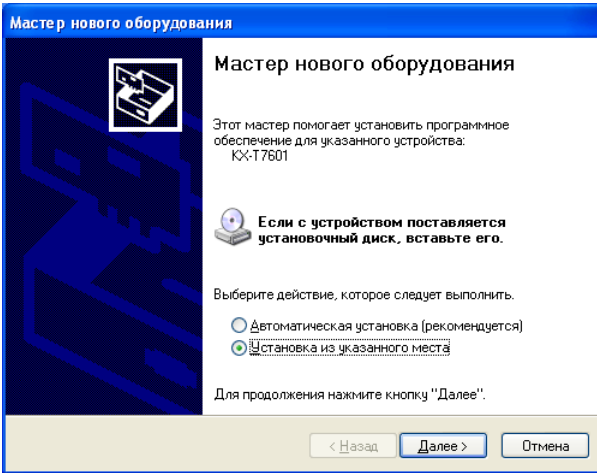 Мастер нового оборудования
Мастер нового оборудования
Этот мастер помогает установить программное
обеспечение для указанного устройства:
KX-T7601
Если с устройством поставляется
установочный диск, вставьте его.
Выберите действие, которое следует выполнить.
Автоматическая установка (рекомендуется)
Установка из указанного места
Для продолжения нажмите кнопку "Далее".
< Назад Далее > Отмена